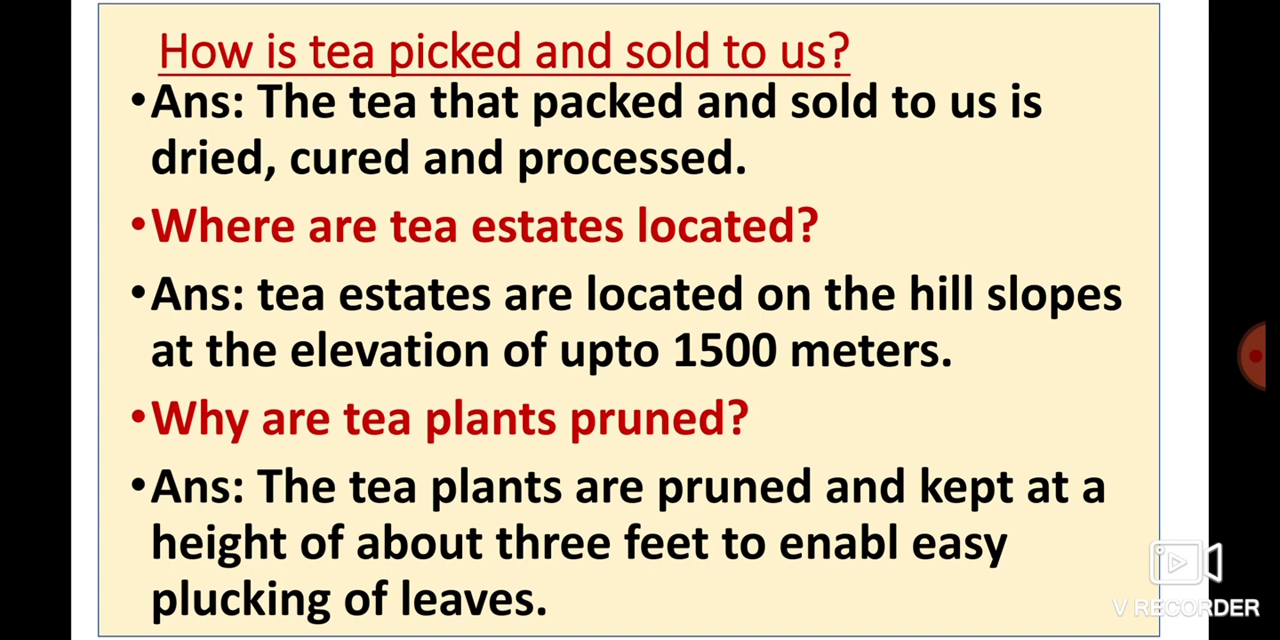 How is tea picked and sold to us?
•Ans: The tea that packed and sold to us is
dried, cured and processed.
•Where are tea estates located?
•Ans: tea estates are located on the hill slopes
at the elevation of upto 1500 meters.
•Why are tea plants pruned?
•Ans: The tea plants are pruned and kept at a
height of about three feet to enabl easy
plucking of leaves.
V RECORDER